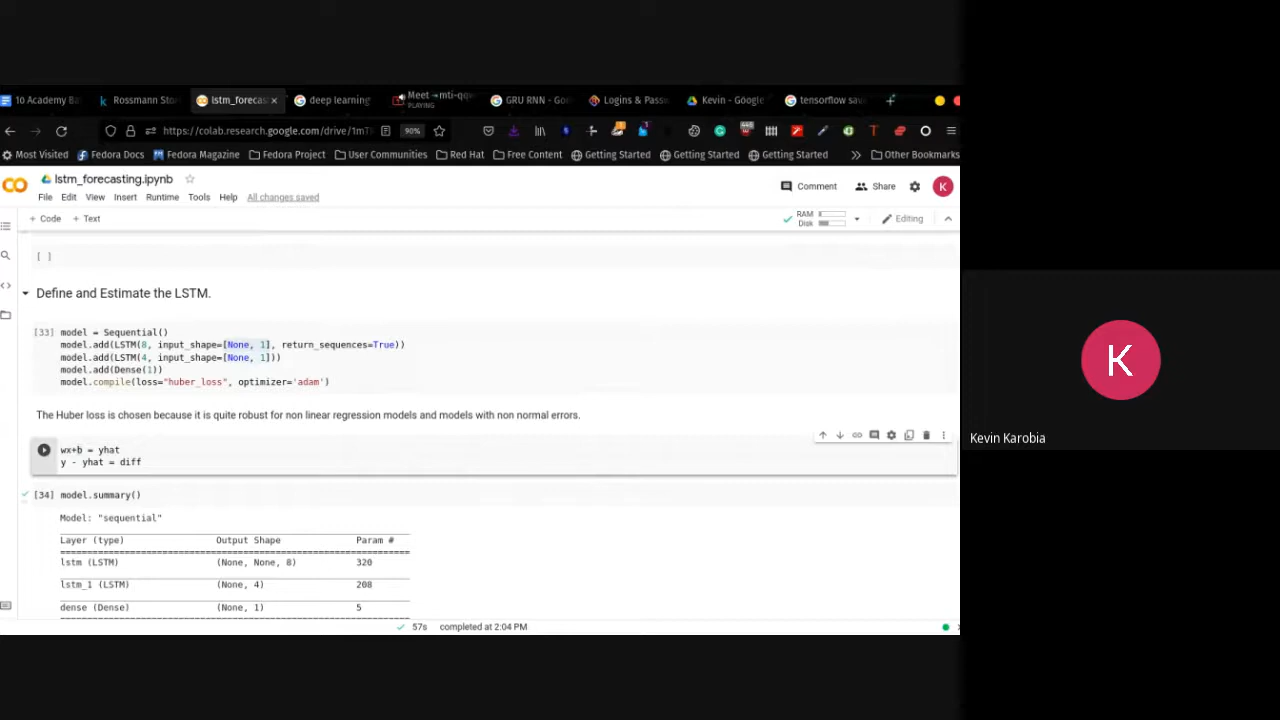 10 Academy Ba
Rossmann Sto
lstm_forecas
deep learning
Meet
mti-qq
PLAYING
GRU RNN - Go
Logins & Pass
Kevin - Google
tensorflow sav
https://colab.research.google.com/drive/1mT
90%
Most Visited
Fedora Docs
Fedora Magazine
Fedora Project
User Communities
Red Hat
Free Content
Getting Started
Getting Started
Getting Started
Other Bookmarks
lstm_forecasting.ipynb
Comment
Share
K
File Edit View Insert Runtime Tools Help All changes saved
+ Code + Text
RAM
Disk
Editing
[ ]
Define and Estimate the LSTM.
[33] model = Sequential()
model.add(LSTM(8, input_shape=[None, 1], return_sequences=True))
model.add(LSTM(4, input_shape=[None, 1]))
model.add(Dense(1))
model.compile(loss="huber_loss", optimizer='adam')
The Huber loss is chosen because it is quite robust for non linear regression models and models with non normal errors.
wx+b = yhat
y - yhat = diff
[34] model.summary()
Model: "sequential"
Layer (type) Output Shape Param #
lstm (LSTM) (None, None, 8) 320
lstm_1 (LSTM) (None, 4) 208
dense (Dense) (None, 1) 5
57s completed at 2:04 PM
K
Kevin Karobia